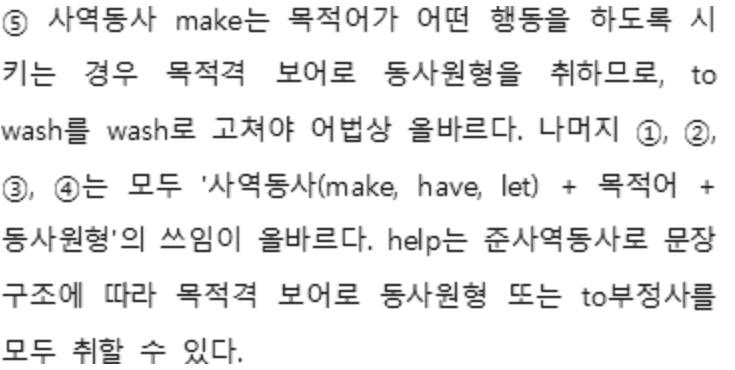 ⑤ 사역동사 make는 목적어가 어떤 행동을 하도록 시
키는 경우 목적격 보어로 동사원형을 취하므로, to
wash를 wash로 고쳐야 어법상 올바르다. 나머지 ①, ②,
③, ④는 모두 '사역동사(make, have, let) + 목적어 +
동사원형'의 쓰임이 올바르다. help는 준사역동사로 문장
구조에 따라 목적격 보어로 동사원형 또는 to부정사를
모두 취할 수 있다.